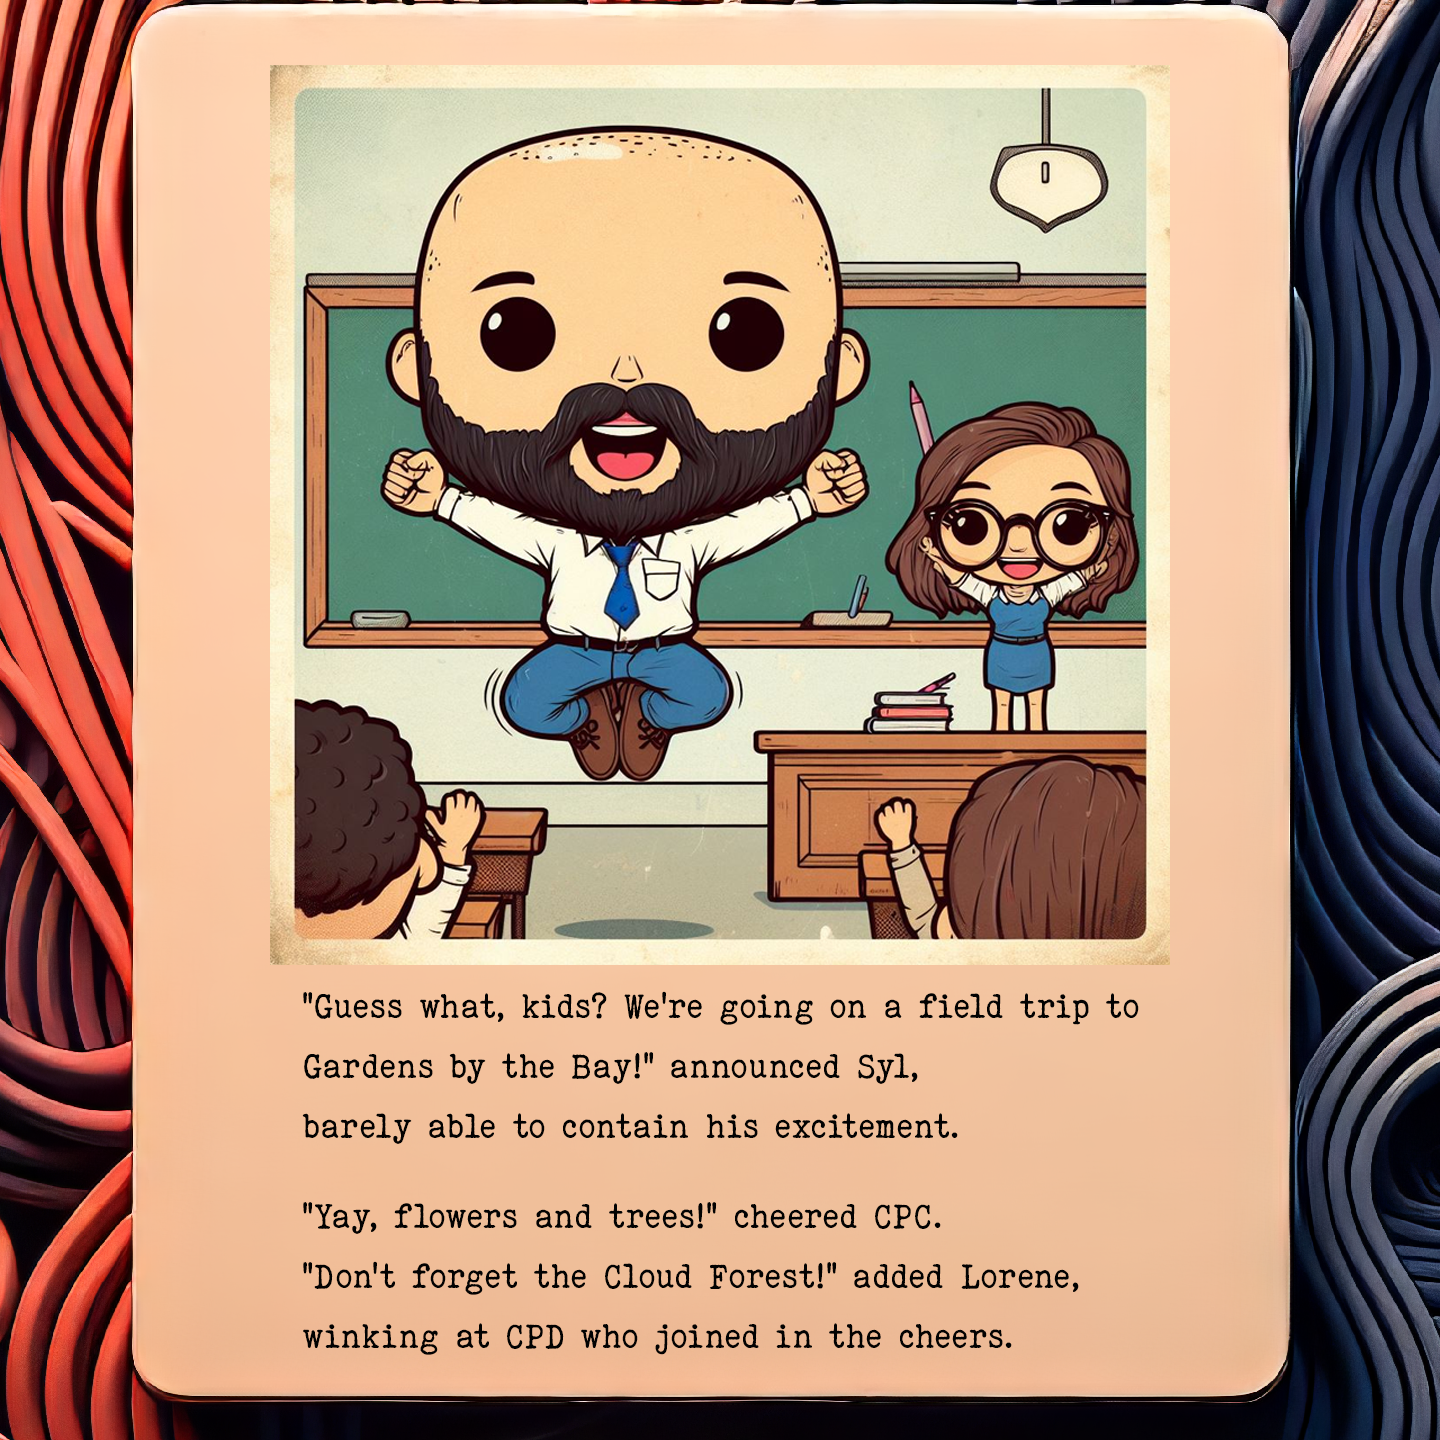 "Guess what, kids? We're going on a field trip to
Gardens by the Bay!" announced Syl,
barely able to contain his excitement.
"Yay, flowers and trees!" cheered CPC.
"Don't forget the Cloud Forest!" added Lorene,
winking at CPD who joined in the cheers.